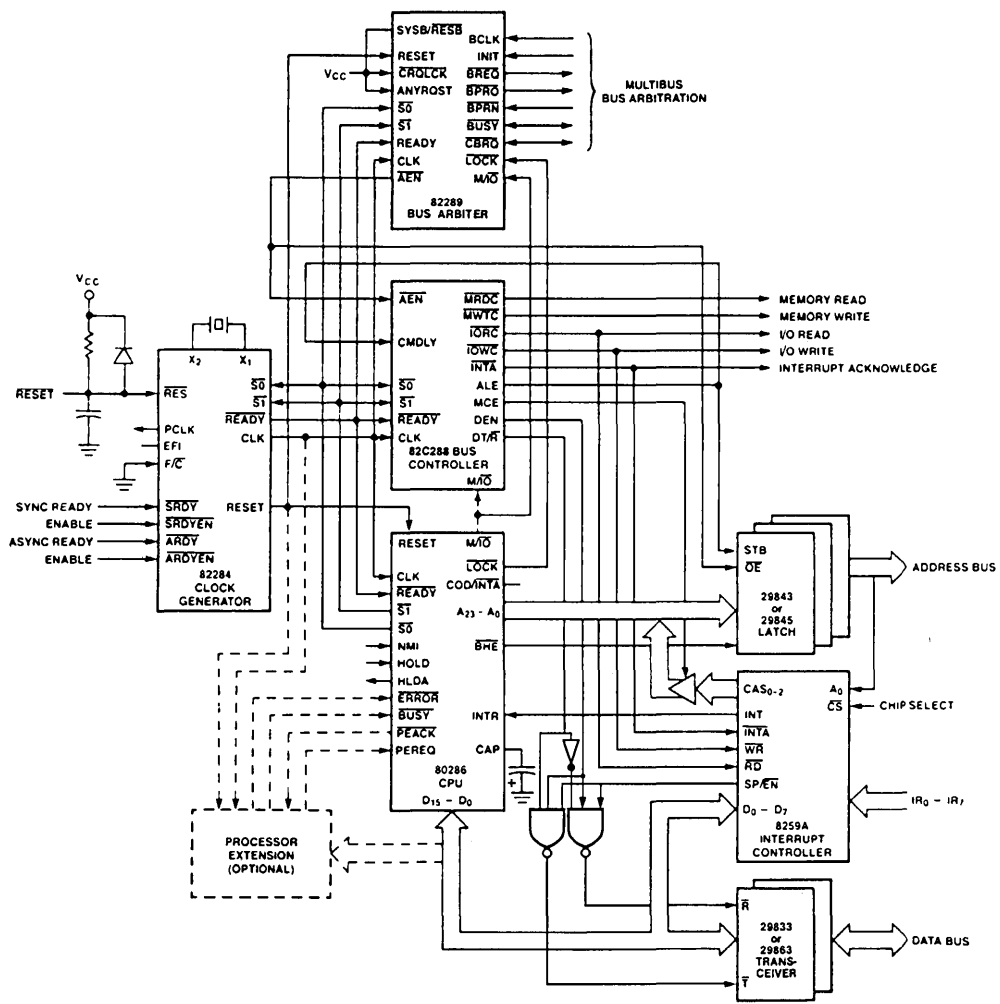 SYSB/RESB
RESET
CRQLCK
ANYRQST
S0
S1
READY
CLK
AEN
BCLK
INIT
BREQ
BPRO
BPRN
BUSY
CBRQ
LOCK
M/IO
82289
BUS ARBITER
VCC
MULTIBUS
BUS ARBITRATION
VCC
RESET
X2
X1
RES
PCLK
EFI
F/C
SYNC READY
ENABLE
ASYNC READY
ENABLE
SRDY
SRDYEN
ARDY
ARDYEN
S0
S1
READY
CLK
RESET
82284
CLOCK
GENERATOR
AEN
CMDLY
S0
S1
READY
CLK
MRDC
MWTC
IORC
IOWC
INTA
ALE
MCE
DEN
DT/R
82C288 BUS
CONTROLLER
M/IO
MEMORY READ
MEMORY WRITE
I/O READ
I/O WRITE
INTERRUPT ACKNOWLEDGE
RESET
M/IO
LOCK
COD/INTA
CLK
READY
S1
S0
A23 - A0
NMI
HOLD
HLDA
ERROR
BUSY
PEACK
PEREQ
BHE
INTR
CAP
+
80286
CPU
D15 - D0
PROCESSOR
EXTENSION
(OPTIONAL)
STB
OE
29843
or
29845
LATCH
ADDRESS BUS
CAS0-2
A0
CS
CHIP SELECT
INT
INTA
WR
RD
SP/EN
D0 - D7
IR0 - IR7
8259A
INTERRUPT
CONTROLLER
R
29833
or
29863
TRANS-
CEIVER
T
DATA BUS